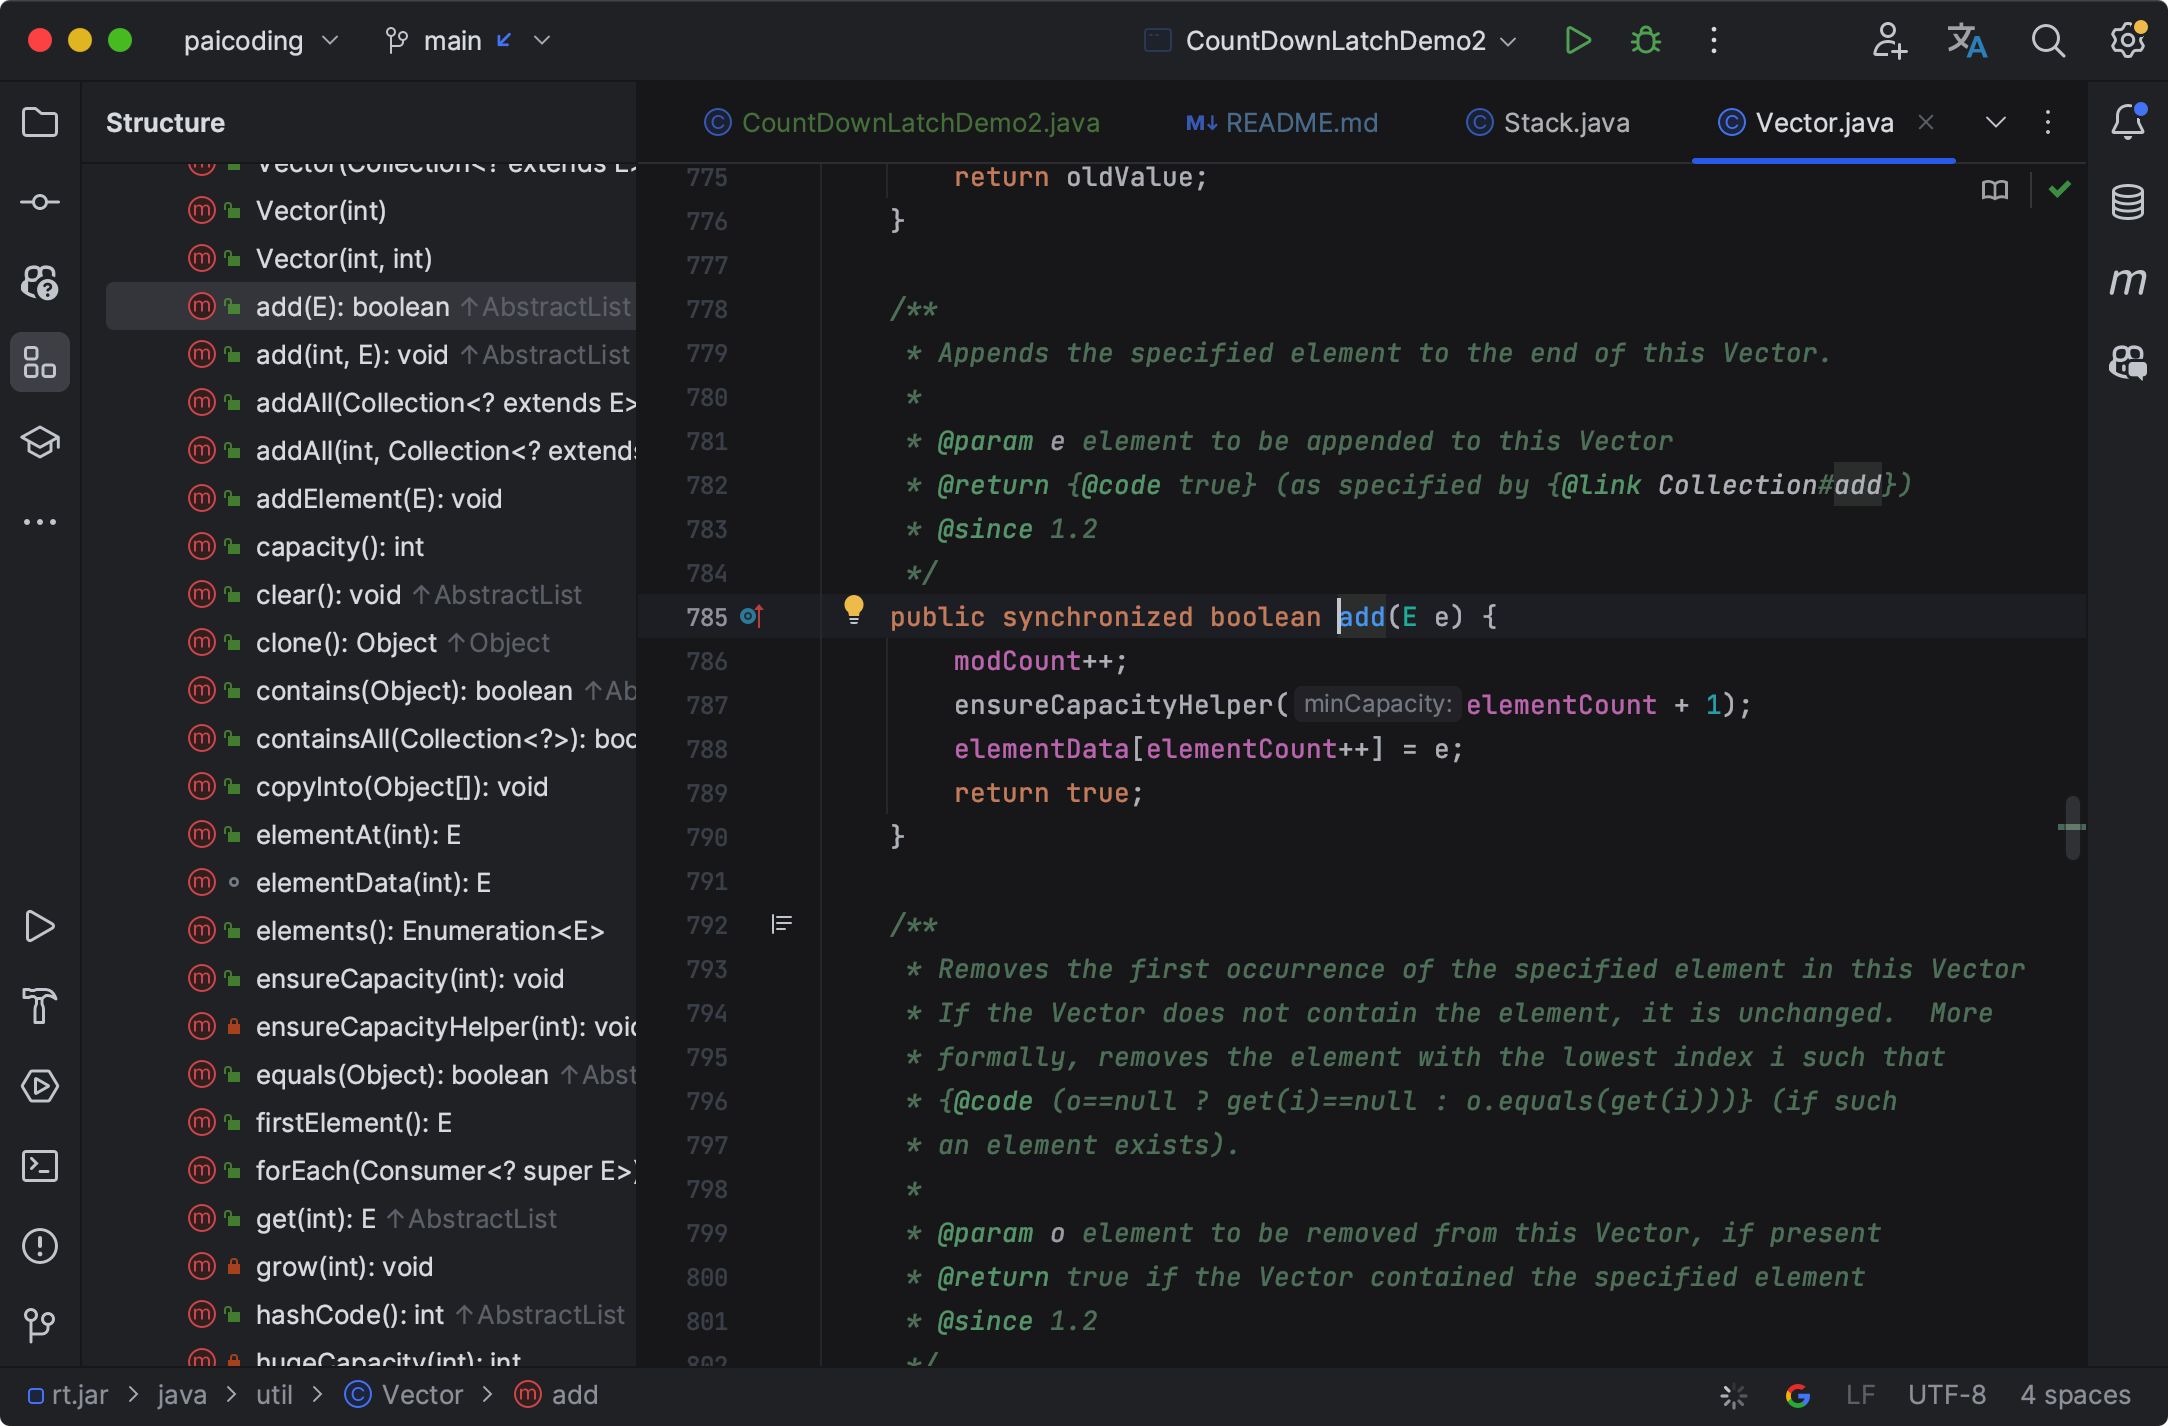 paicoding main CountDownLatchDemo2
Structure
CountDownLatchDemo2.java README.md Stack.java Vector.java
Vector(Collection<? extends E>
Vector(int)
Vector(int, int)
add(E): boolean ↑AbstractList
add(int, E): void ↑AbstractList
addAll(Collection<? extends E>
addAll(int, Collection<? extends
addElement(E): void
capacity(): int
clear(): void ↑AbstractList
clone(): Object ↑Object
contains(Object): boolean ↑Ab
containsAll(Collection<?>): boo
copyInto(Object[]): void
elementAt(int): E
elementData(int): E
elements(): Enumeration<E>
ensureCapacity(int): void
ensureCapacityHelper(int): void
equals(Object): boolean ↑Abst
firstElement(): E
forEach(Consumer<? super E>)
get(int): E ↑AbstractList
grow(int): void
hashCode(): int ↑AbstractList
hugeCapacity(int): int
775 return oldValue;
776 }
777
778 /**
779 * Appends the specified element to the end of this Vector.
780 *
781 * @param e element to be appended to this Vector
782 * @return {@code true} (as specified by {@link Collection#add})
783 * @since 1.2
784 */
785 public synchronized boolean add(E e) {
786 modCount++;
787 ensureCapacityHelper( minCapacity: elementCount + 1);
788 elementData[elementCount++] = e;
789 return true;
790 }
791
792 /**
793 * Removes the first occurrence of the specified element in this Vector
794 * If the Vector does not contain the element, it is unchanged.  More
795 * formally, removes the element with the lowest index i such that
796 * {@code (o==null ? get(i)==null : o.equals(get(i)))} (if such
797 * an element exists).
798 *
799 * @param o element to be removed from this Vector, if present
800 * @return true if the Vector contained the specified element
801 * @since 1.2
802 */
rt.jar > java > util > Vector > add LF UTF-8 4 spaces